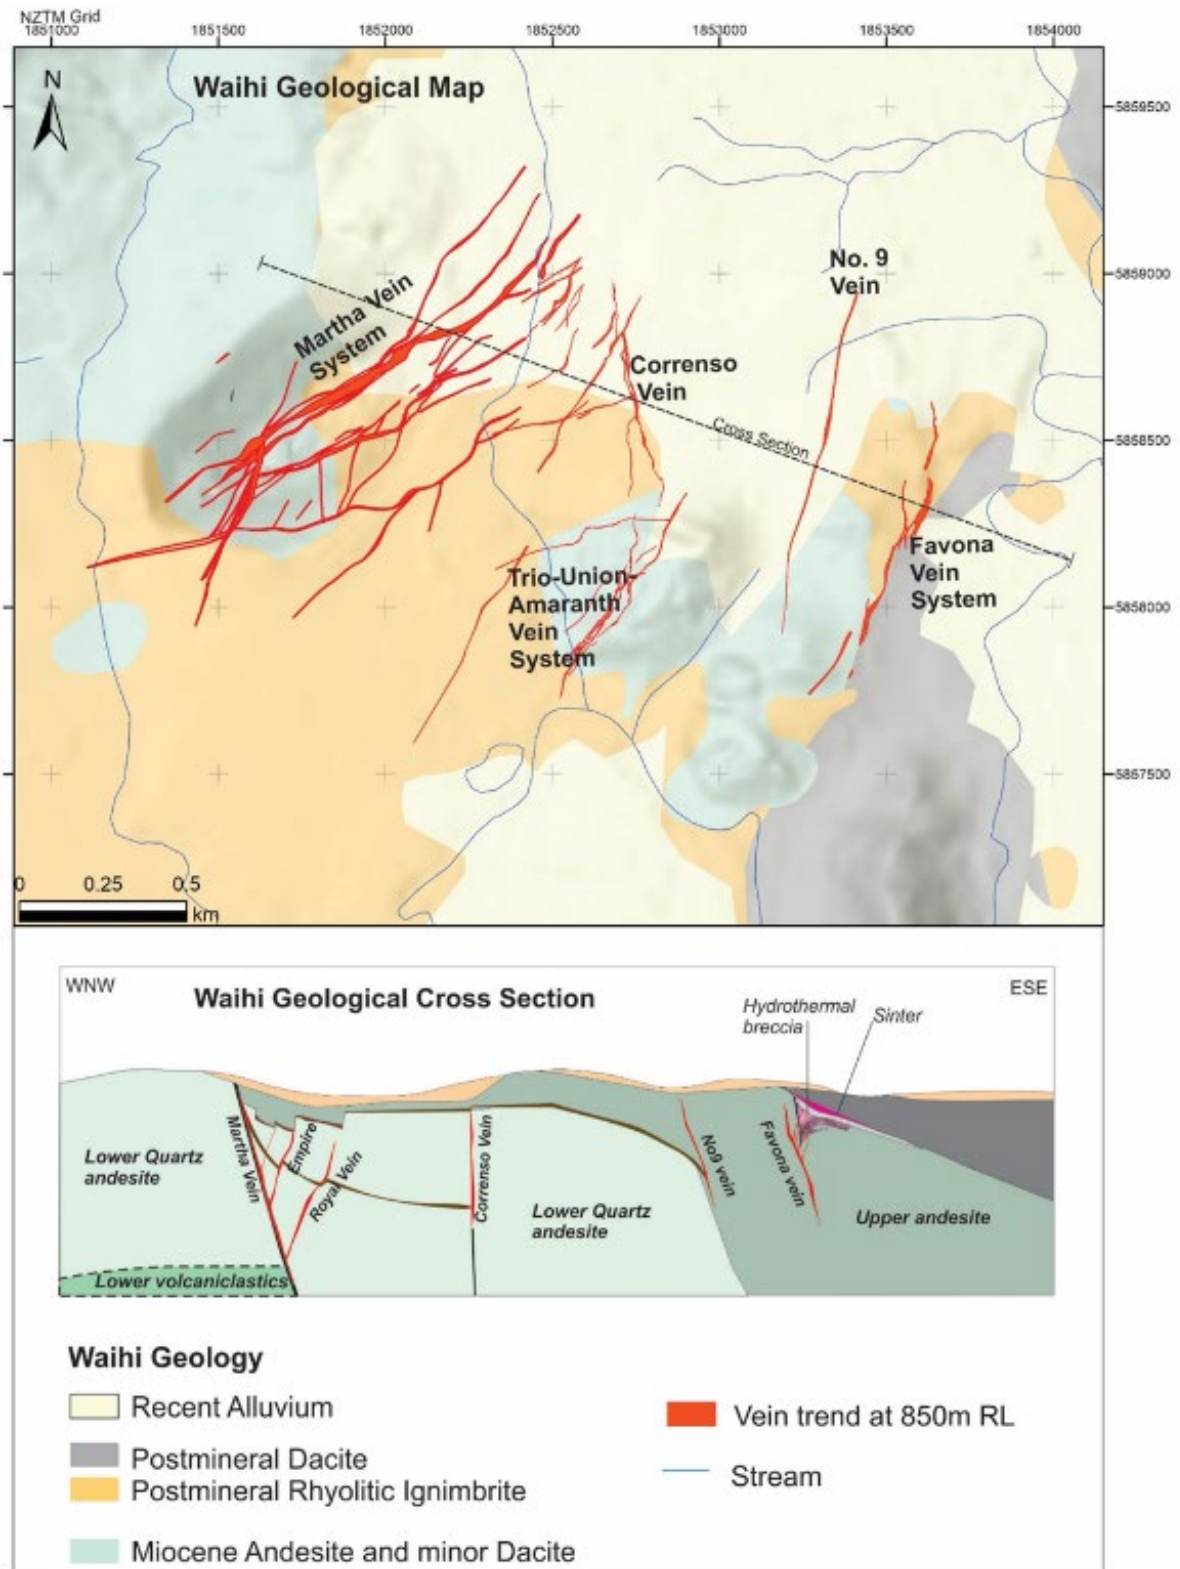 NZTM Grid
1851000 1851500 1852000 1852500 1853000 1853500 1854000
N
Waihi Geological Map
5859500
No. 9
Vein
5859000
Martha Vein
System
Correnso
Vein
Cross Section
5858500
Favona
Vein
System
Trio-Union-
Amaranth
Vein
System
5858000
5857500
0 0.25 0.5
km
WNW
Waihi Geological Cross Section
ESE
Hydrothermal
breccia
Sinter
Martha Vein
Empire
Royal Vein
Correnso Vein
No9 vein
Favona vein
Lower Quartz
andesite
Lower Quartz
andesite
Upper andesite
Lower volcaniclastics
Waihi Geology
Recent Alluvium
Postmineral Dacite
Postmineral Rhyolitic Ignimbrite
Miocene Andesite and minor Dacite
Vein trend at 850m RL
Stream